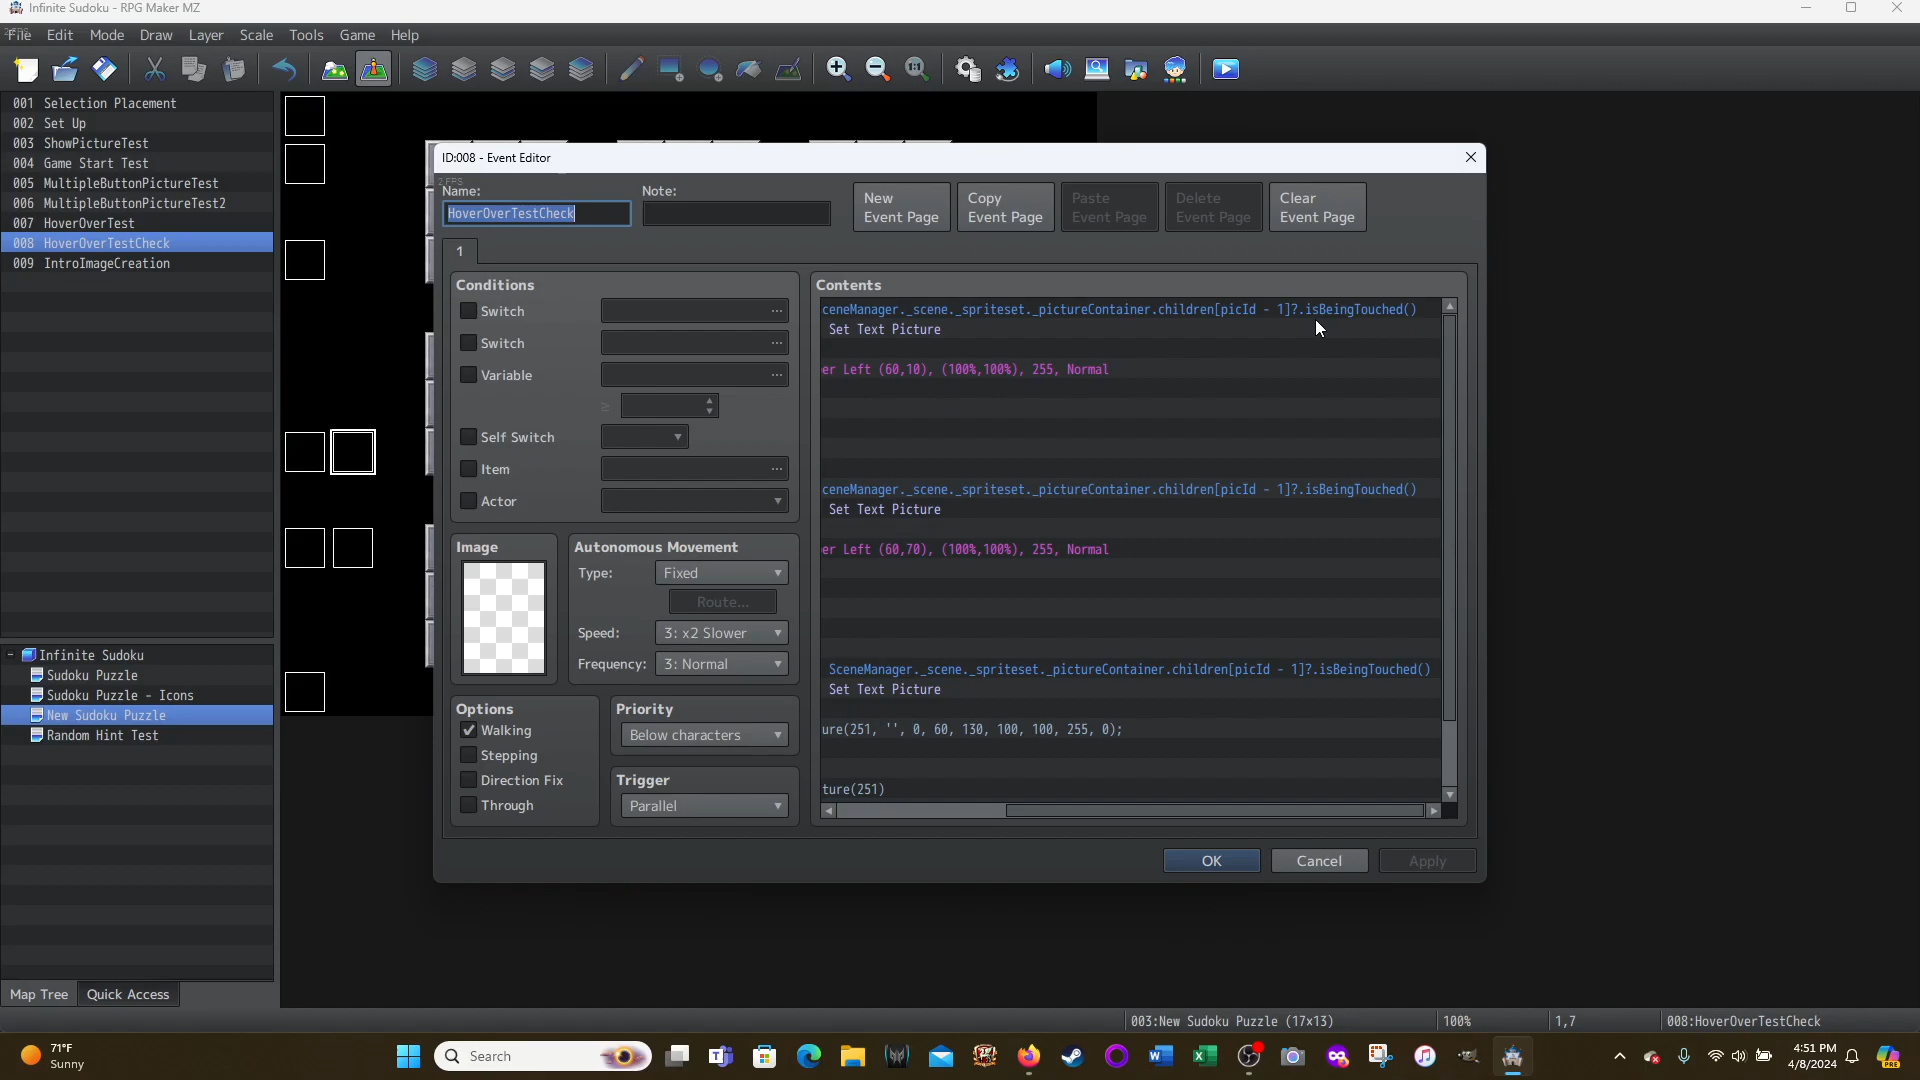 Infinite Sudoku - RPG Maker MZ
File Edit Mode Draw Layer Scale Tools Game Help
001 Selection Placement
002 Set Up
003 ShowPictureTest
004 Game Start Test
005 MultipleButtonPictureTest
006 MultipleButtonPictureTest2
007 HoverOverTest
008 HoverOverTestCheck
009 IntroImageCreation
Infinite Sudoku
Sudoku Puzzle
Sudoku Puzzle - Icons
New Sudoku Puzzle
Random Hint Test
Map Tree Quick Access
ID:008 - Event Editor
2 FPS
Name: Note:
HoverOverTestCheck
New Event Page
Copy Event Page
Paste Event Page
Delete Event Page
Clear Event Page
1
Conditions
Switch ...
Switch ...
Variable ...
≥
Self Switch
Item ...
Actor
Image
Autonomous Movement
Type: Fixed
Route...
Speed: 3: x2 Slower
Frequency: 3: Normal
Options
Walking
Stepping
Direction Fix
Through
Priority
Below characters
Trigger
Parallel
Contents
ceneManager._scene._spriteset._pictureContainer.children[picId - 1]?.isBeingTouched()
Set Text Picture
er Left (60,10), (100%,100%), 255, Normal
ceneManager._scene._spriteset._pictureContainer.children[picId - 1]?.isBeingTouched()
Set Text Picture
er Left (60,70), (100%,100%), 255, Normal
SceneManager._scene._spriteset._pictureContainer.children[picId - 1]?.isBeingTouched()
Set Text Picture
ure(251, '', 0, 60, 130, 100, 100, 255, 0);
ture(251)
OK Cancel Apply
003:New Sudoku Puzzle (17x13) 100% 1,7 008:HoverOverTestCheck
71°F
Sunny
Search
4:51 PM
4/8/2024